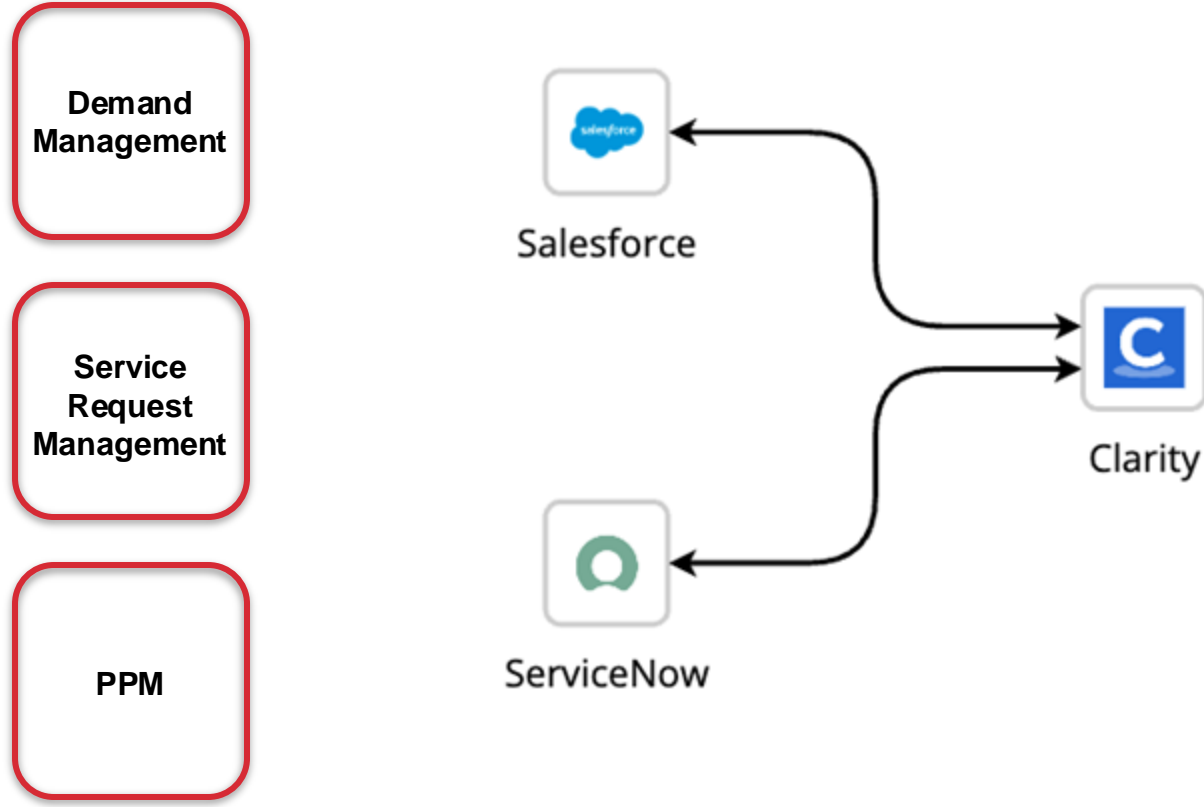 Demand
Management
salesforce
Salesforce
Service
Request
Management
C
Clarity
PPM
ServiceNow